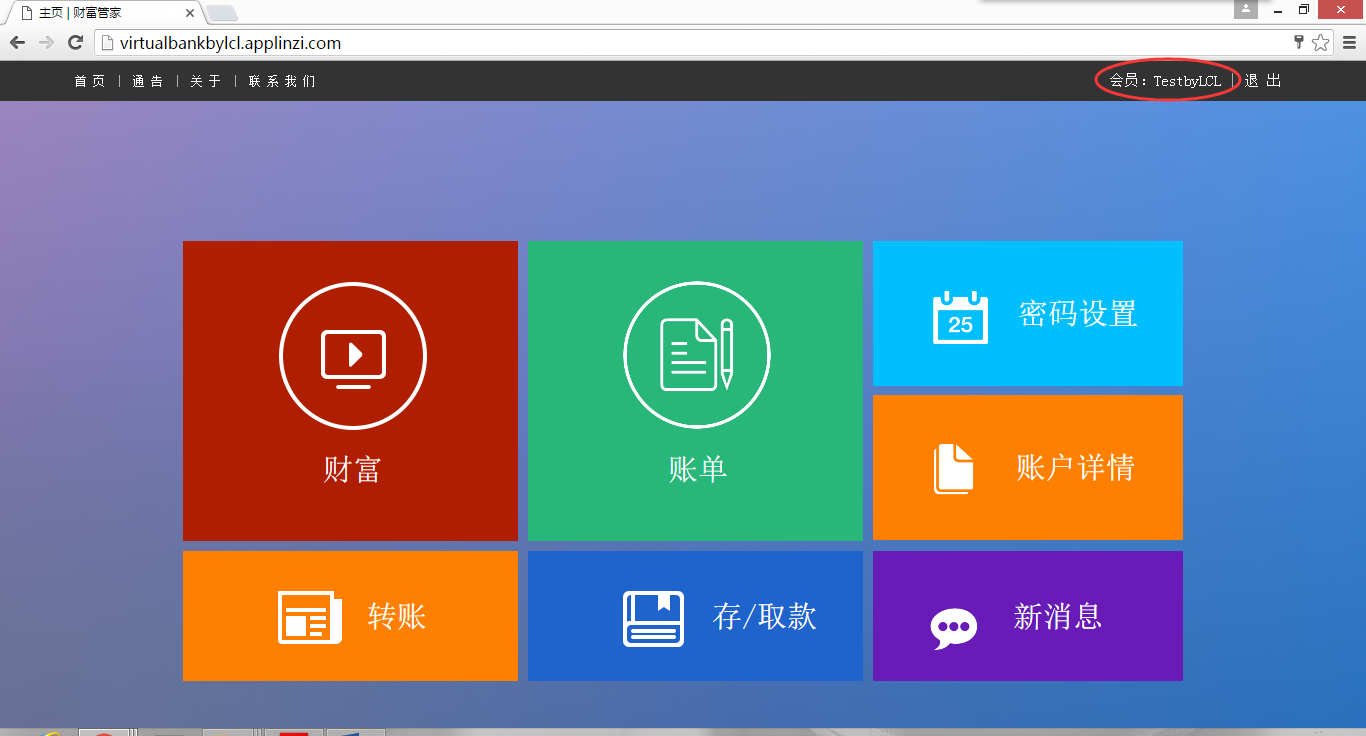 主页 | 财富管家
virtualbankbylcl.applinzi.com
首页 | 通告 | 关于 | 联系我们
会员：TestbyLCL | 退出
财富
账单
25 密码设置
账户详情
转账
存/取款
新消息